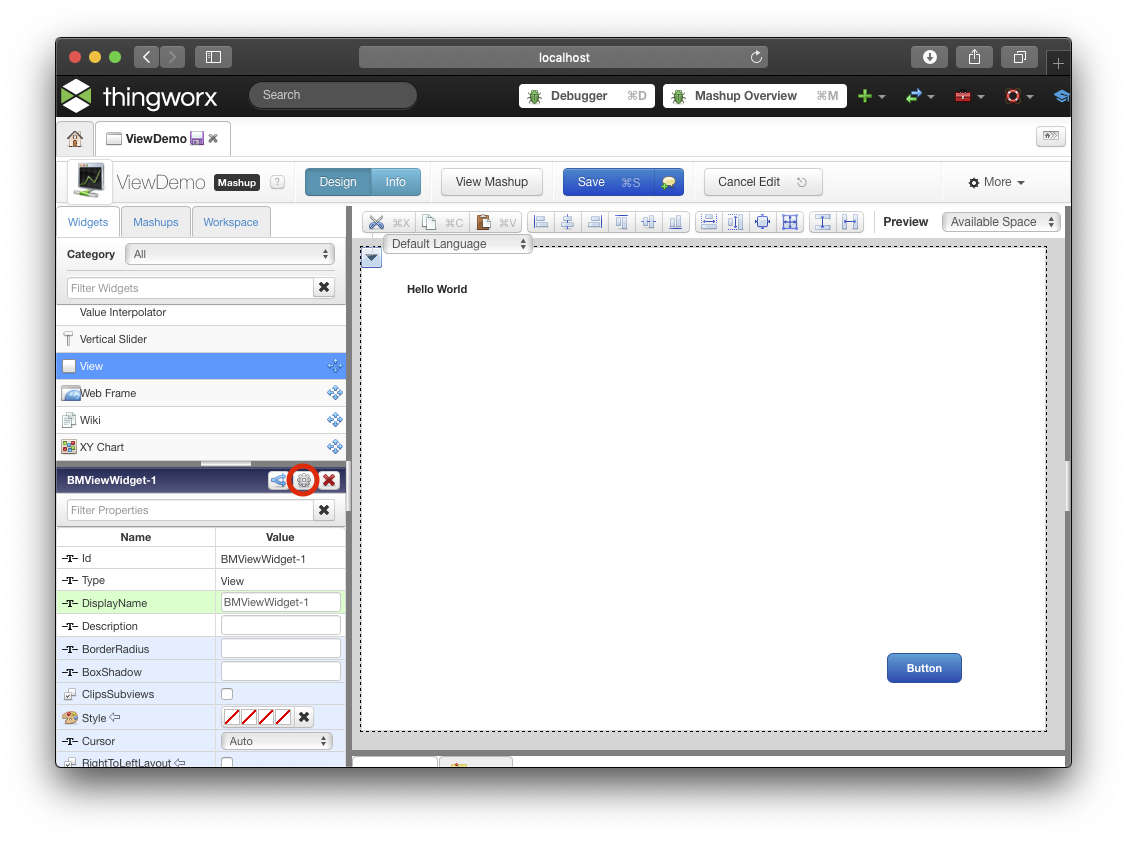 localhost
thingworx
Search
Debugger ⌘D
Mashup Overview ⌘M
ViewDemo
ViewDemo Mashup ?
Design Info
View Mashup
Save ⌘S
Cancel Edit
More
Widgets Mashups Workspace
⌘X ⌘C ⌘V
Preview Available Space
Category All
Default Language
Filter Widgets
Value Interpolator
Vertical Slider
View
Web Frame
Wiki
XY Chart
Hello World
Button
BMViewWidget-1
Filter Properties
Name Value
Id BMViewWidget-1
Type View
DisplayName BMViewWidget-1
Description
BorderRadius
BoxShadow
ClipsSubviews
Style
Cursor Auto
RightToLeftLayout